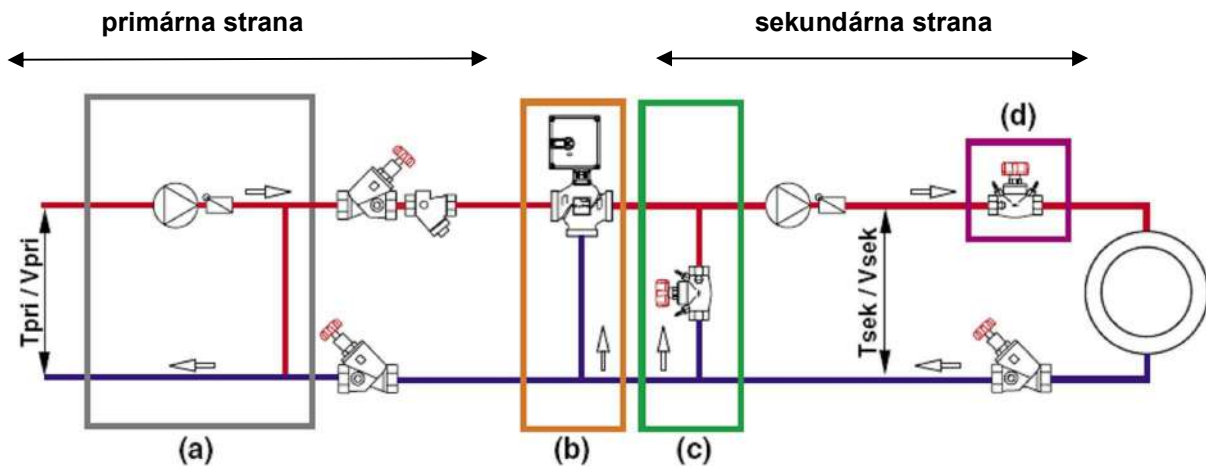 primárna strana
sekundárna strana
(d)
Tpri / Vpri
Tsek / Vsek
(a)
(b)
(c)